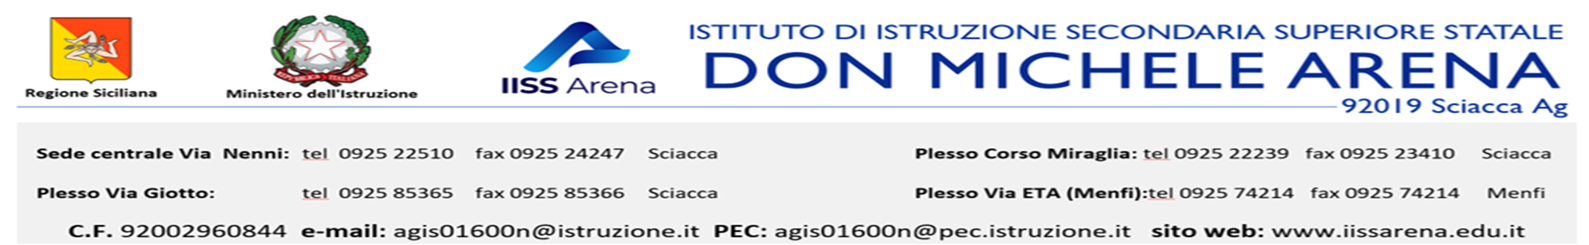 ISTITUTO DI ISTRUZIONE SECONDARIA SUPERIORE STATALE
DON MICHELE ARENA
IISS Arena
REPVBBLICA ITALIANA
Regione Siciliana
Ministero dell'Istruzione
92019 Sciacca Ag
Sede centrale Via Nenni: tel 0925 22510 fax 0925 24247 Sciacca Plesso Corso Miraglia: tel 0925 22239 fax 0925 23410 Sciacca
Plesso Via Giotto: tel 0925 85365 fax 0925 85366 Sciacca Plesso Via ETA (Menfi):tel 0925 74214 fax 0925 74214 Menfi
C.F. 92002960844 e-mail: agis01600n@istruzione.it PEC: agis01600n@pec.istruzione.it sito web: www.iissarena.edu.it